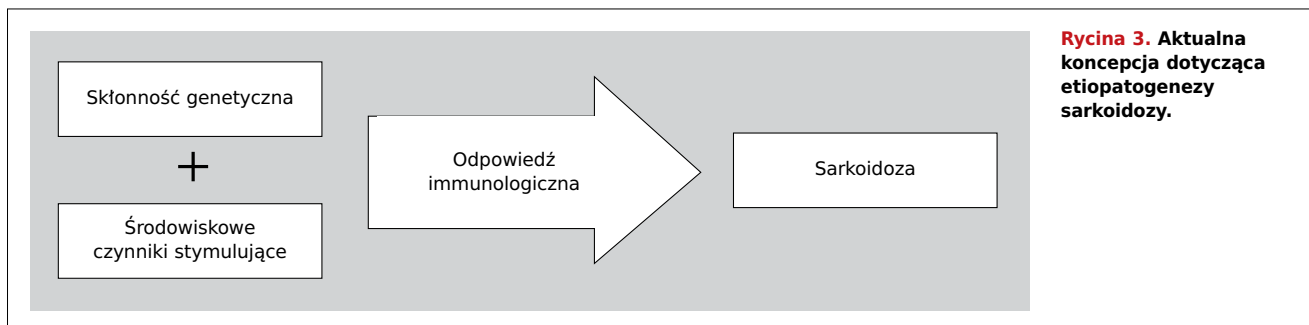 Skłonność genetyczna
+
Środowiskowe
czynniki stymulujące
Odpowiedź
immunologiczna
Sarkoidoza
Rycina 3. Aktualna
koncepcja dotycząca
etiopatogenezy
sarkoidozy.